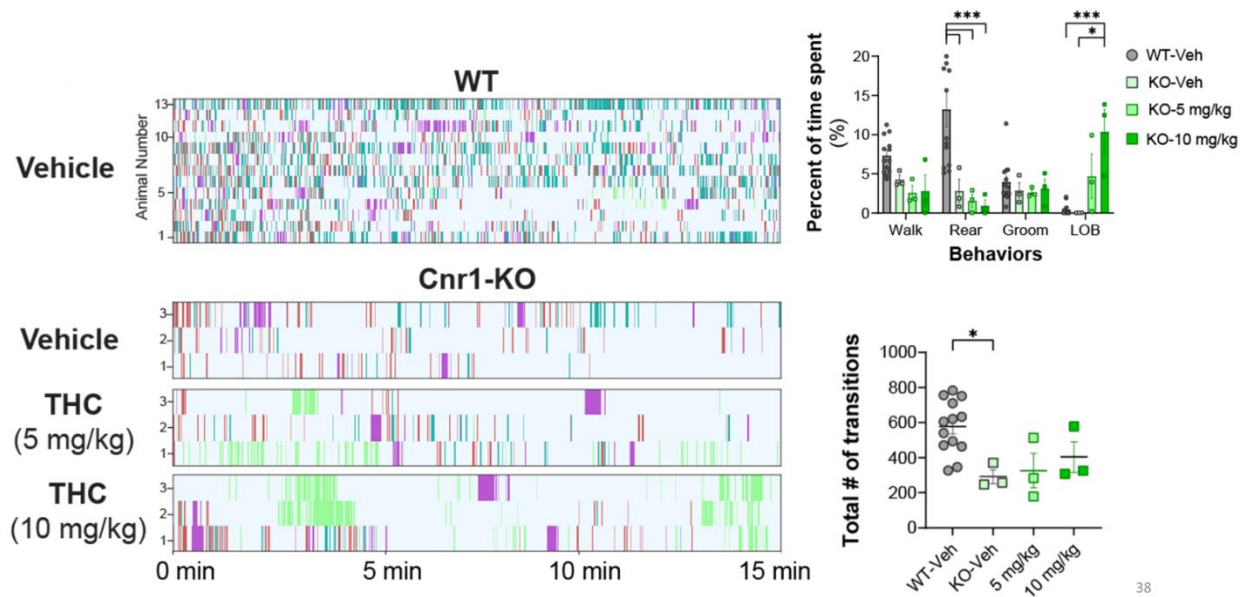 WT
Vehicle
Animal Number
13
10
5
1
Cnr1-KO
Vehicle
3
2
1
THC
(5 mg/kg)
3
2
1
THC
(10 mg/kg)
3
2
1
0 min
5 min
10 min
15 min
***
***
*
Percent of time spent
(%)
20
15
10
5
0
Walk
Rear
Groom
LOB
Behaviors
WT-Veh
KO-Veh
KO-5 mg/kg
KO-10 mg/kg
*
Total # of transitions
1000
800
600
400
200
0
WT-Veh
KO-Veh
5 mg/kg
10 mg/kg
38